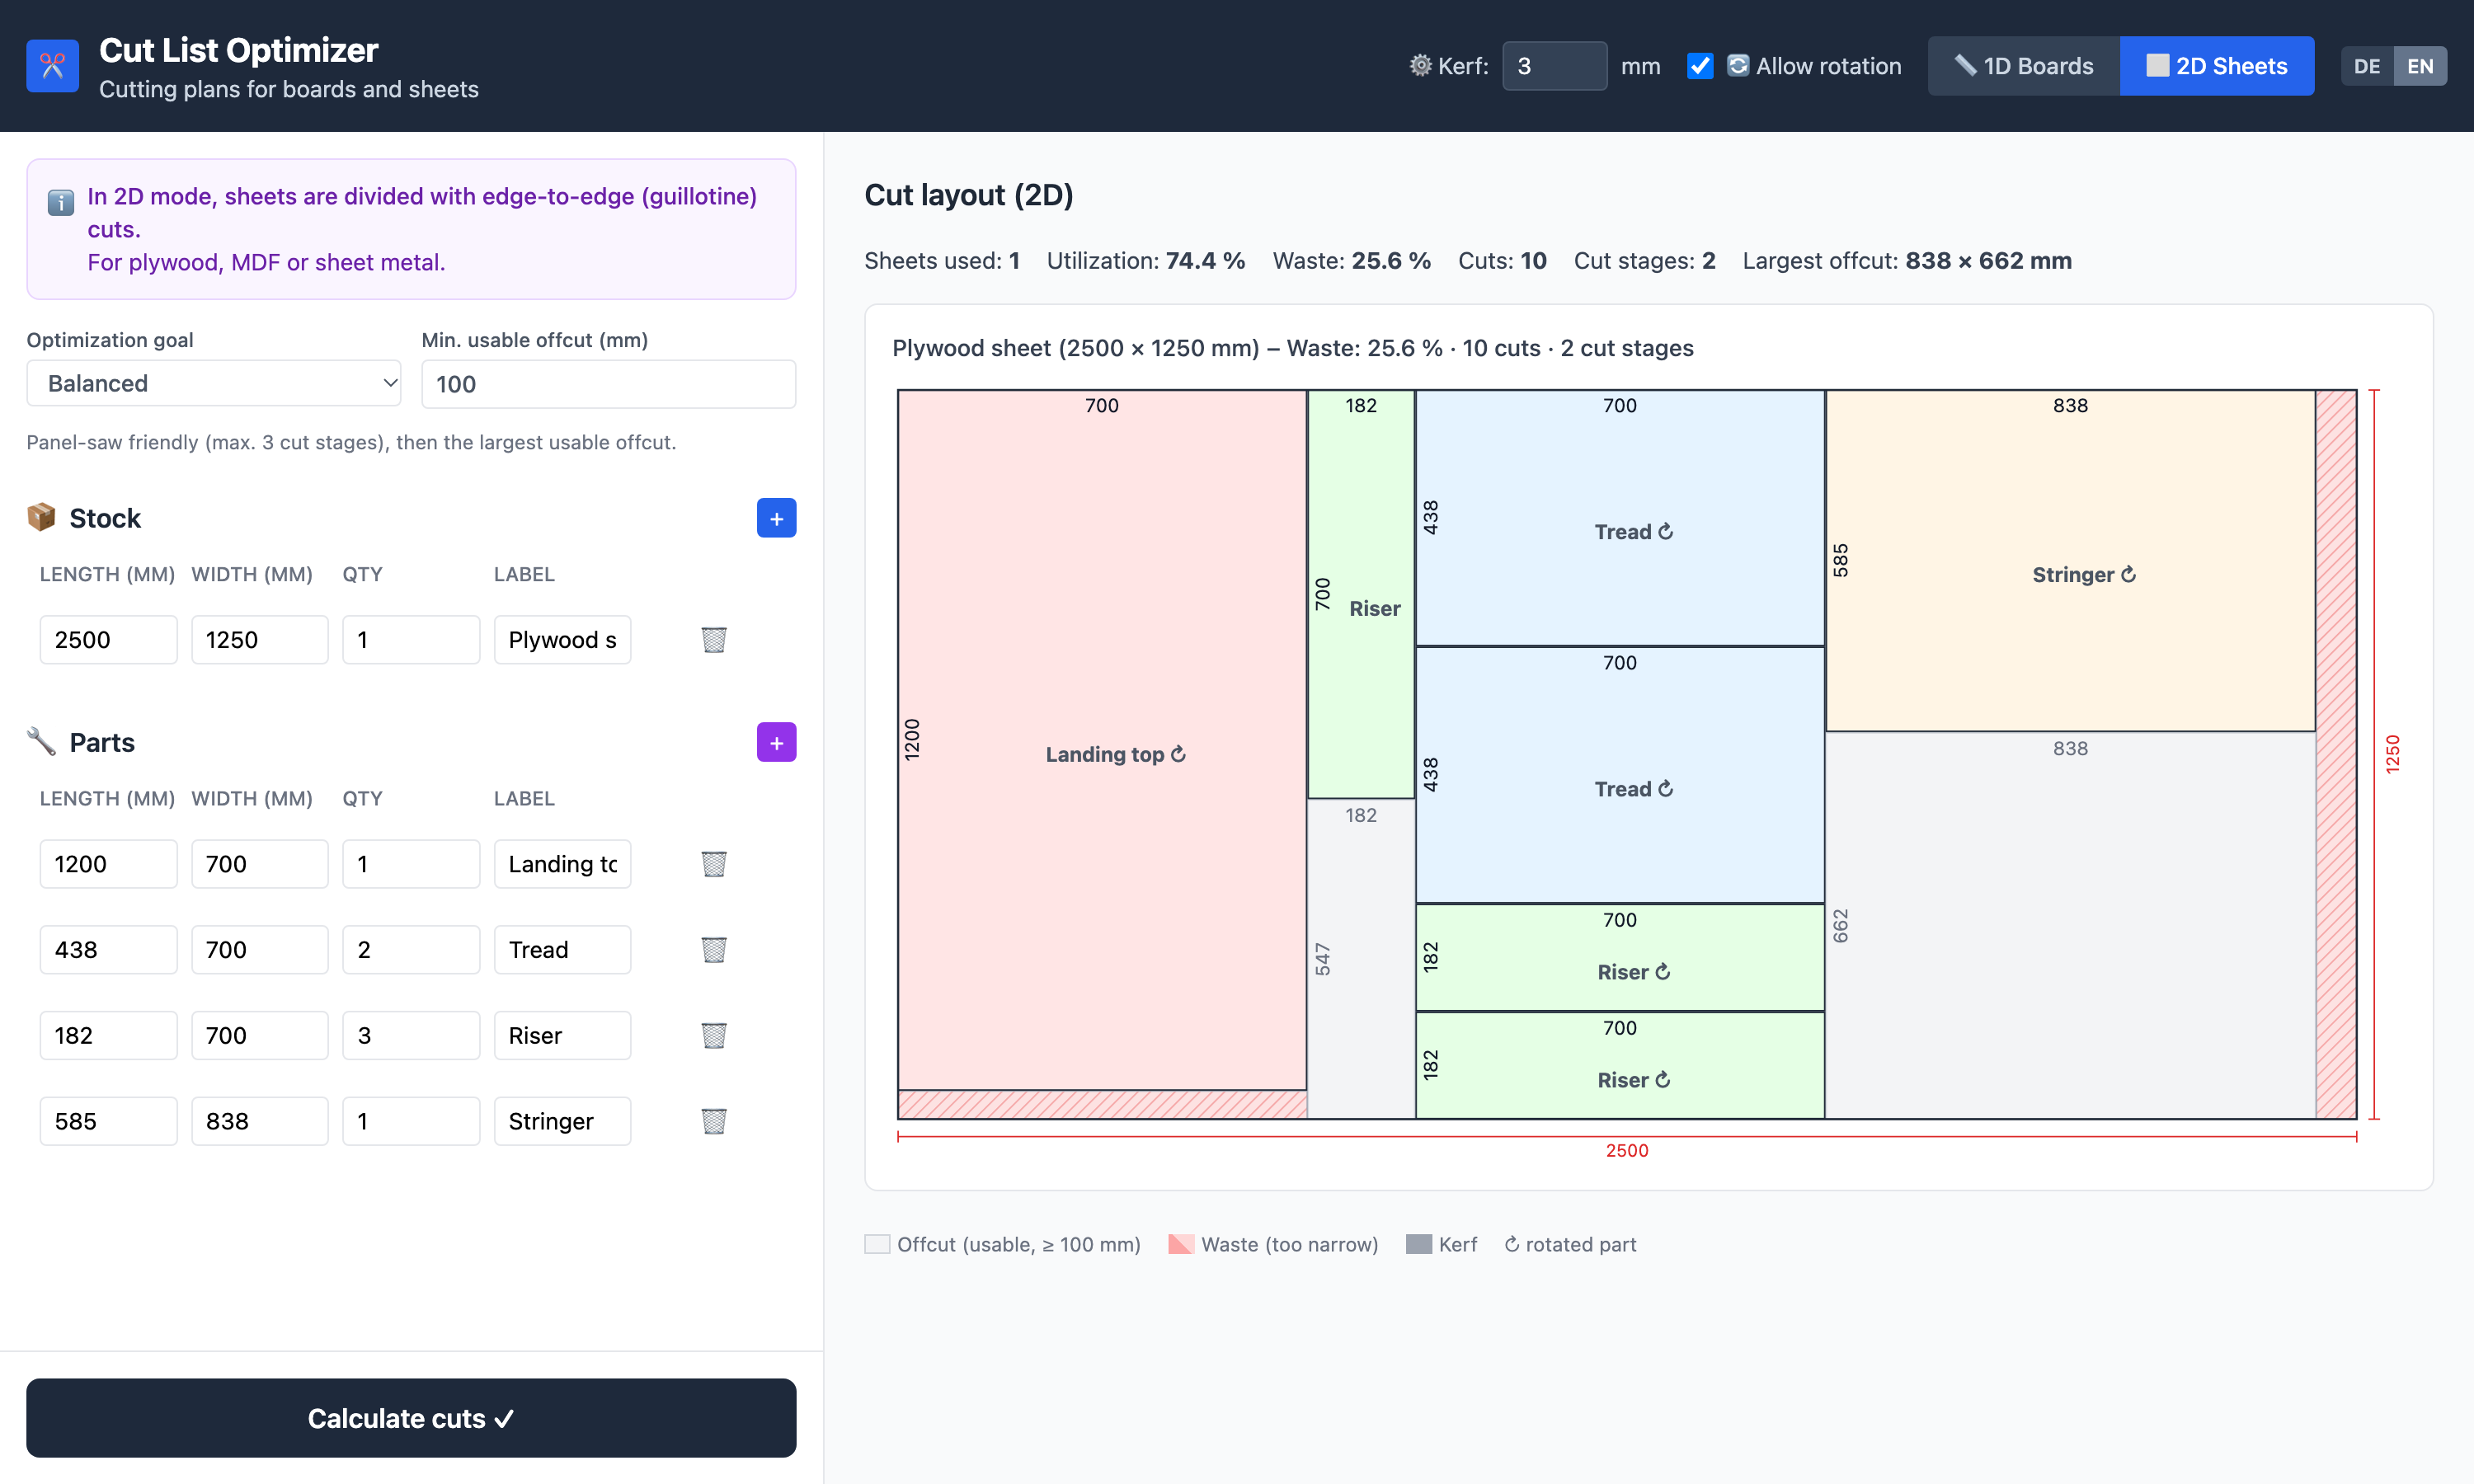 Cut List Optimizer
Cutting plans for boards and sheets
Kerf: 3 mm
Allow rotation
1D Boards
2D Sheets
DE EN
In 2D mode, sheets are divided with edge-to-edge (guillotine)
cuts.
For plywood, MDF or sheet metal.
Optimization goal
Min. usable offcut (mm)
Balanced
100
Panel-saw friendly (max. 3 cut stages), then the largest usable offcut.
Stock
+
LENGTH (MM) WIDTH (MM) QTY LABEL
2500 1250 1 Plywood s
Parts
+
LENGTH (MM) WIDTH (MM) QTY LABEL
1200 700 1 Landing to
438 700 2 Tread
182 700 3 Riser
585 838 1 Stringer
Calculate cuts ✓
Cut layout (2D)
Sheets used: 1 Utilization: 74.4 % Waste: 25.6 % Cuts: 10 Cut stages: 2 Largest offcut: 838 × 662 mm
Plywood sheet (2500 × 1250 mm) – Waste: 25.6 % · 10 cuts · 2 cut stages
700
1200
Landing top ↻
182
700
Riser
182
547
700
438
Tread ↻
700
438
Tread ↻
700
182
Riser ↻
700
182
Riser ↻
838
585
Stringer ↻
838
662
1250
2500
Offcut (usable, ≥ 100 mm)
Waste (too narrow)
Kerf
↻ rotated part